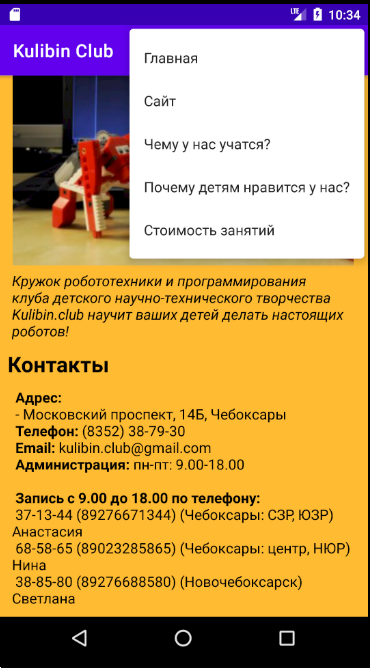 LTE 10:34
Kulibin Club
Главная
Сайт
Чему у нас учатся?
Почему детям нравится у нас?
Стоимость занятий
Кружок робототехники и программирования
клуба детского научно-технического творчества
Kulibin.club научит ваших детей делать настоящих
роботов!
Контакты
Адрес:
- Московский проспект, 14Б, Чебоксары
Телефон: (8352) 38-79-30
Email: kulibin.club@gmail.com
Администрация: пн-пт: 9.00-18.00
Запись с 9.00 до 18.00 по телефону:
37-13-44 (89276671344) (Чебоксары: СЗР, ЮЗР)
Анастасия
68-58-65 (89023285865) (Чебоксары: центр, НЮР)
Нина
38-85-80 (89276688580) (Новочебоксарск)
Светлана